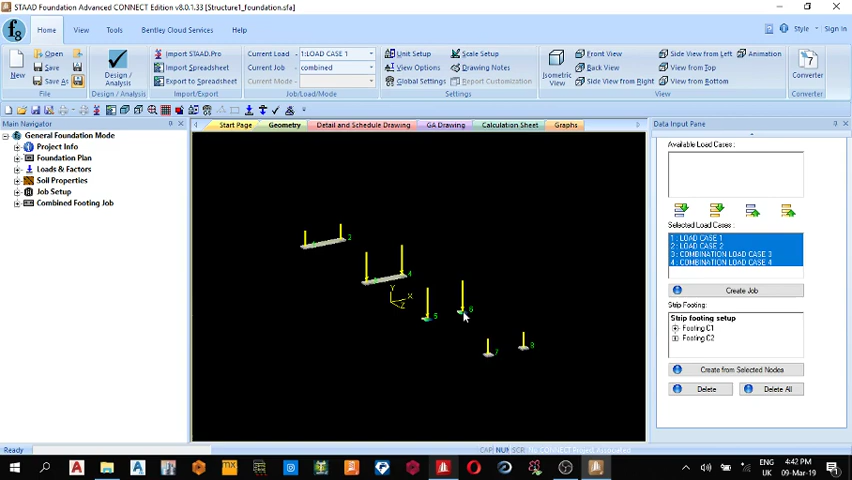 STAAD Foundation Advanced CONNECT Edition v8.0.1.33 [Structure1_foundation.sfa]
Home View Tools Bentley Cloud Services Help Style Sign In
New Open Save Save As File
Design / Analysis Design / Analysis
Import STAAD.Pro Import Spreadsheet Export to Spreadsheet Import/Export
Current Load - 1:LOAD CASE 1
Current Job - combined
Current Mode -
Job/Load/Mode
Unit Setup Scale Setup
View Options Drawing Notes
Global Settings Report Customization
Settings
Isometric View
Front View Side View from Left Animation
Back View View from Top
Side View from Right View from Bottom
View
Converter
Converter
Main Navigator
General Foundation Mode
Project Info
Foundation Plan
Loads & Factors
Soil Properties
Job Setup
Combined Footing Job
Start Page Geometry Detail and Schedule Drawing GA Drawing Calculation Sheet Graphs
2
4
Y
X
Z
5
6
7
Data Input Pane
Available Load Cases:
Selected Load Cases:
1 : LOAD CASE 1
2 : LOAD CASE 2
3 : COMBINATION LOAD CASE 3
4 : COMBINATION LOAD CASE 4
Create Job
Strip Footing:
Strip footing setup
Footing C1
Footing C2
Create from Selected Nodes
Delete Delete All
Ready
CAP NUM SCR
ENG 4:42 PM
UK 09-Mar-19